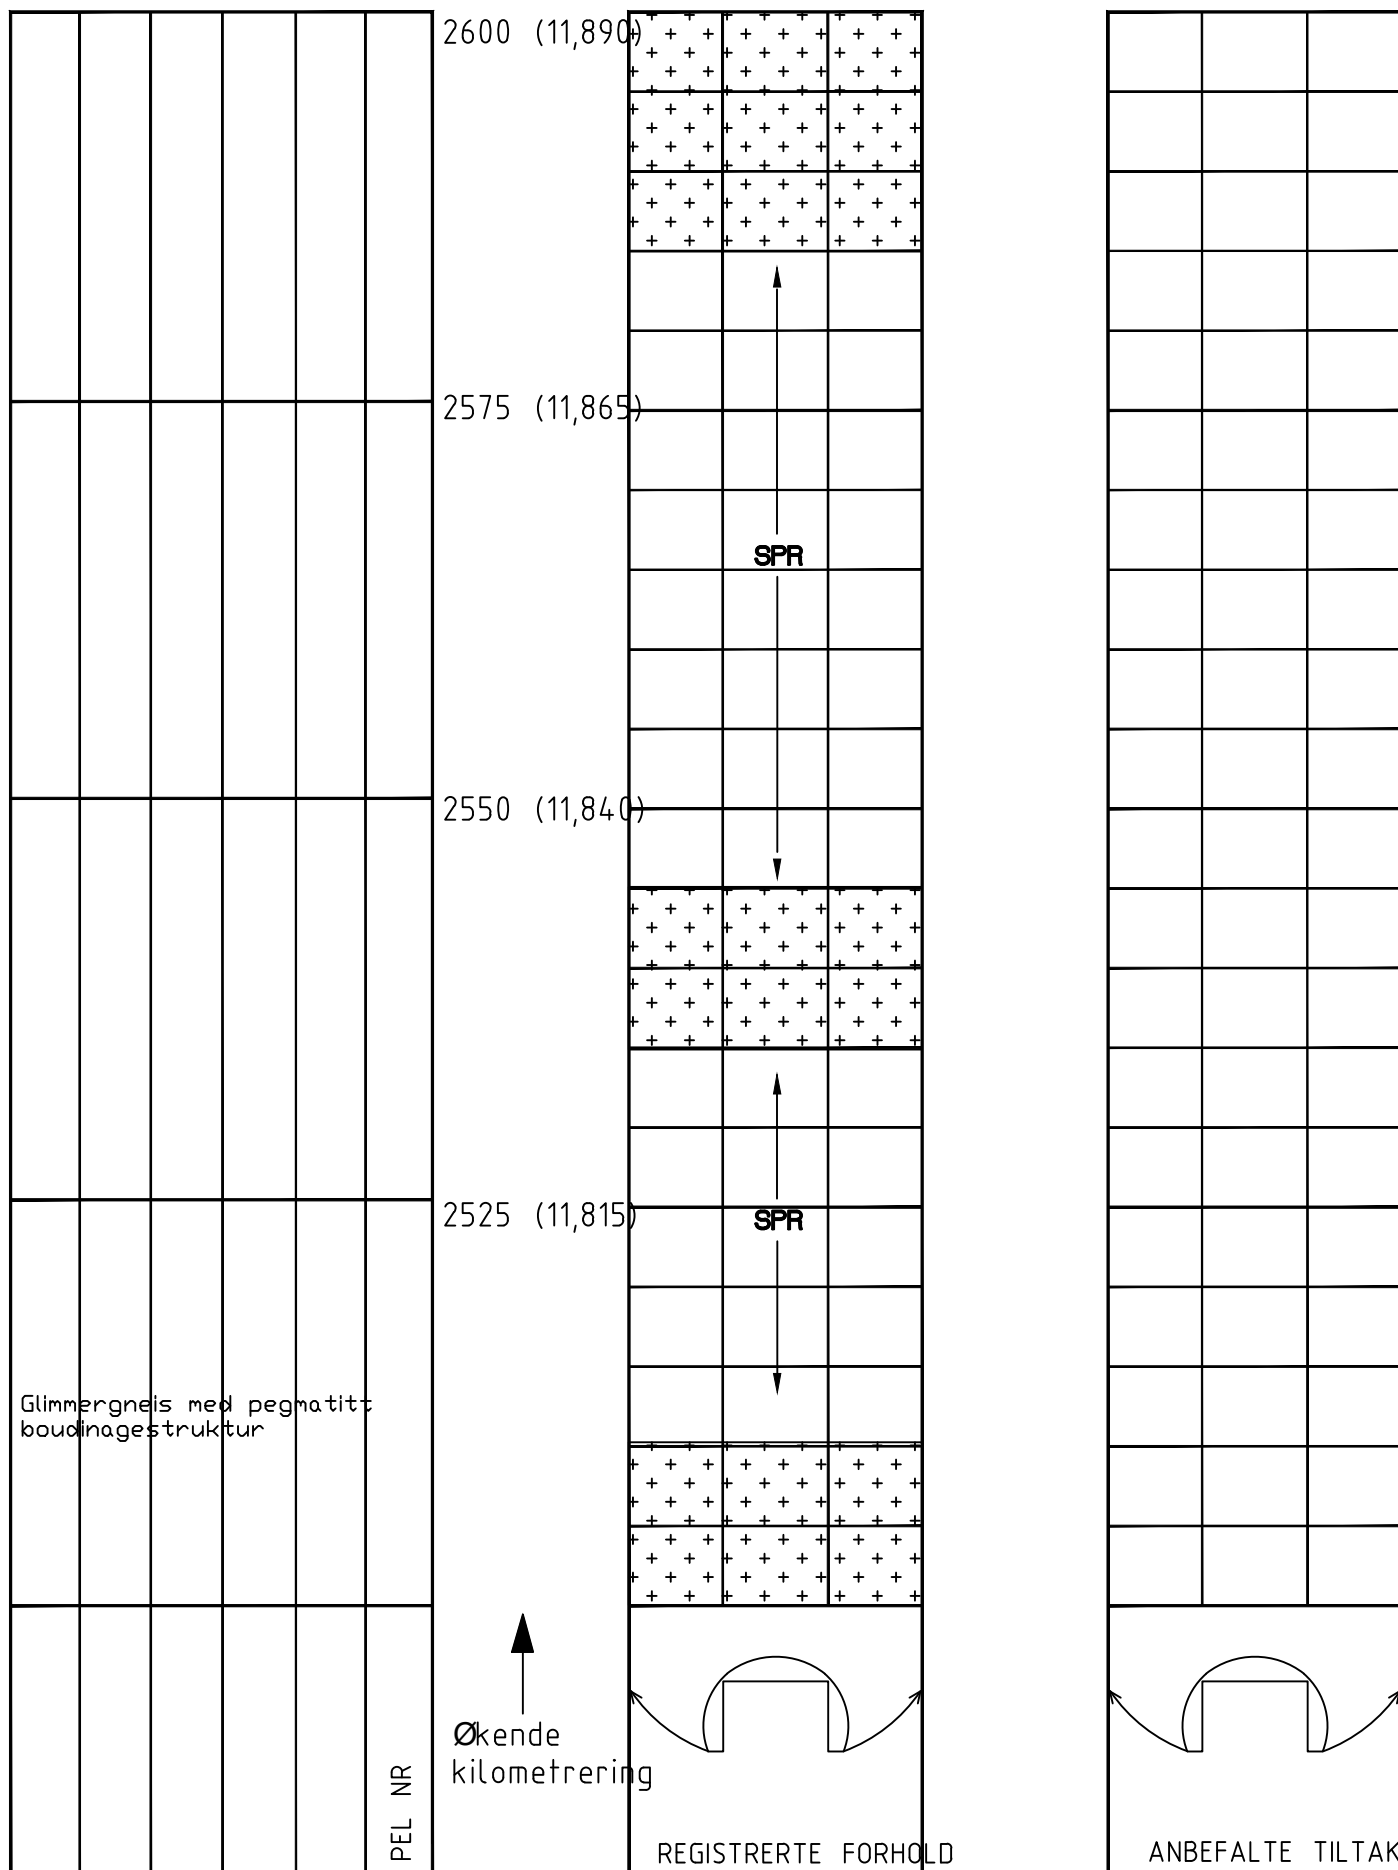 2600 (11,890)
2575 (11,865)
SPR
2550 (11,840)
2525 (11,815)
SPR
Glimmergneis med pegmatitt
boudinagestruktur
Økende
kilometrering
PEL NR
REGISTRERTE FORHOLD
ANBEFALTE TILTAK